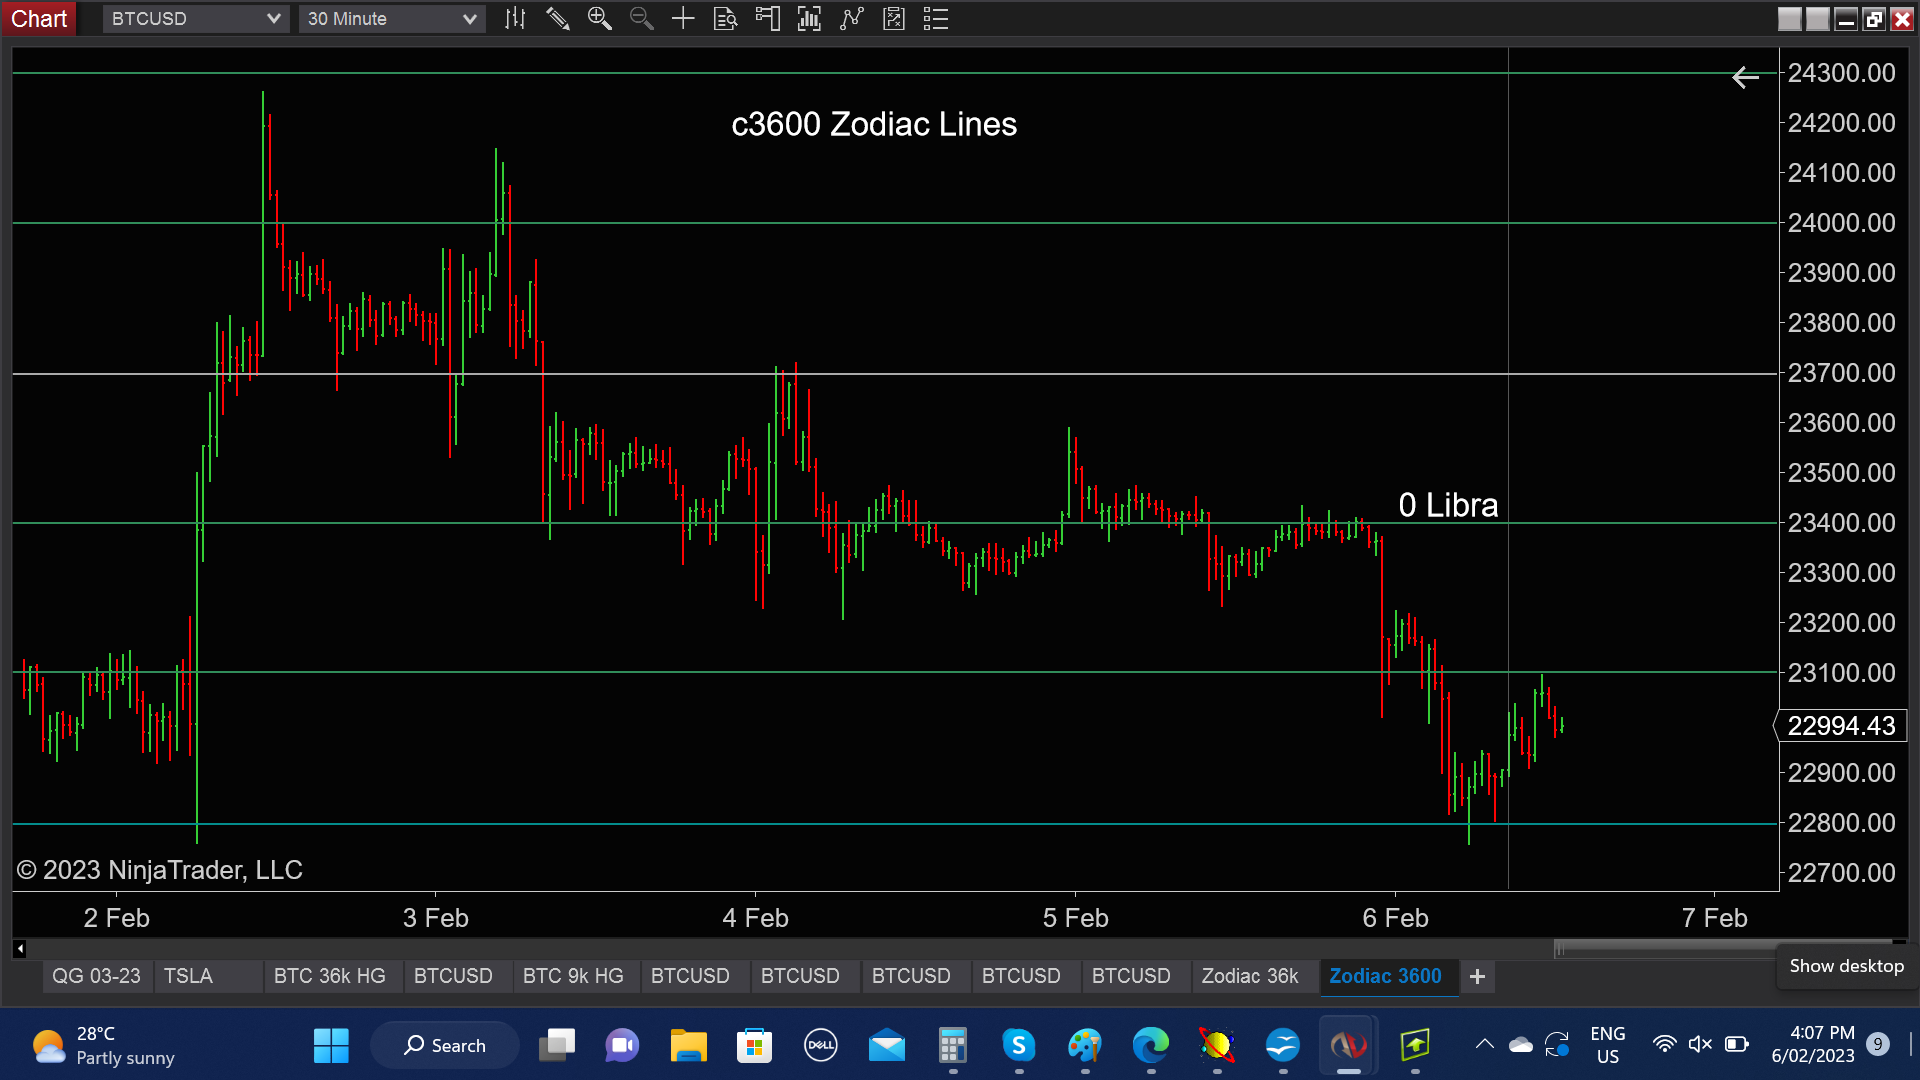 Chart BTCUSD 30 Minute
24300.00
c3600 Zodiac Lines
24200.00
24100.00
24000.00
23900.00
23800.00
23700.00
23600.00
23500.00
0 Libra
23400.00
23300.00
23200.00
23100.00
22994.43
22900.00
22800.00
© 2023 NinjaTrader, LLC
22700.00
2 Feb 3 Feb 4 Feb 5 Feb 6 Feb 7 Feb
QG 03-23 TSLA BTC 36k HG BTCUSD BTC 9k HG BTCUSD BTCUSD BTCUSD BTCUSD BTCUSD Zodiac 36k Zodiac 3600 +
Show desktop
28°C
Partly sunny
Search
DELL
S
ENG
US
4:07 PM
6/02/2023
9